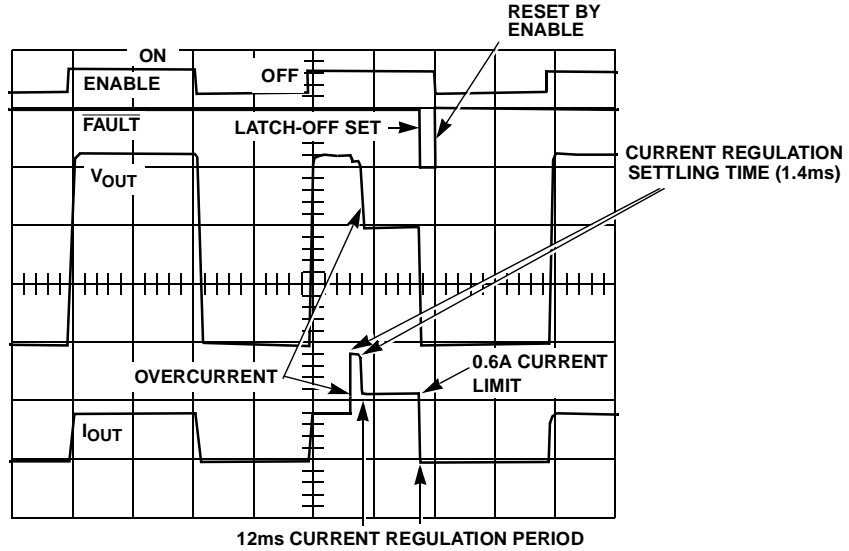 RESET BY
ENABLE
ON
ENABLE
OFF
FAULT
LATCH-OFF SET
CURRENT REGULATION
SETTLING TIME (1.4ms)
VOUT
OVERCURRENT
0.6A CURRENT
LIMIT
IOUT
12ms CURRENT REGULATION PERIOD